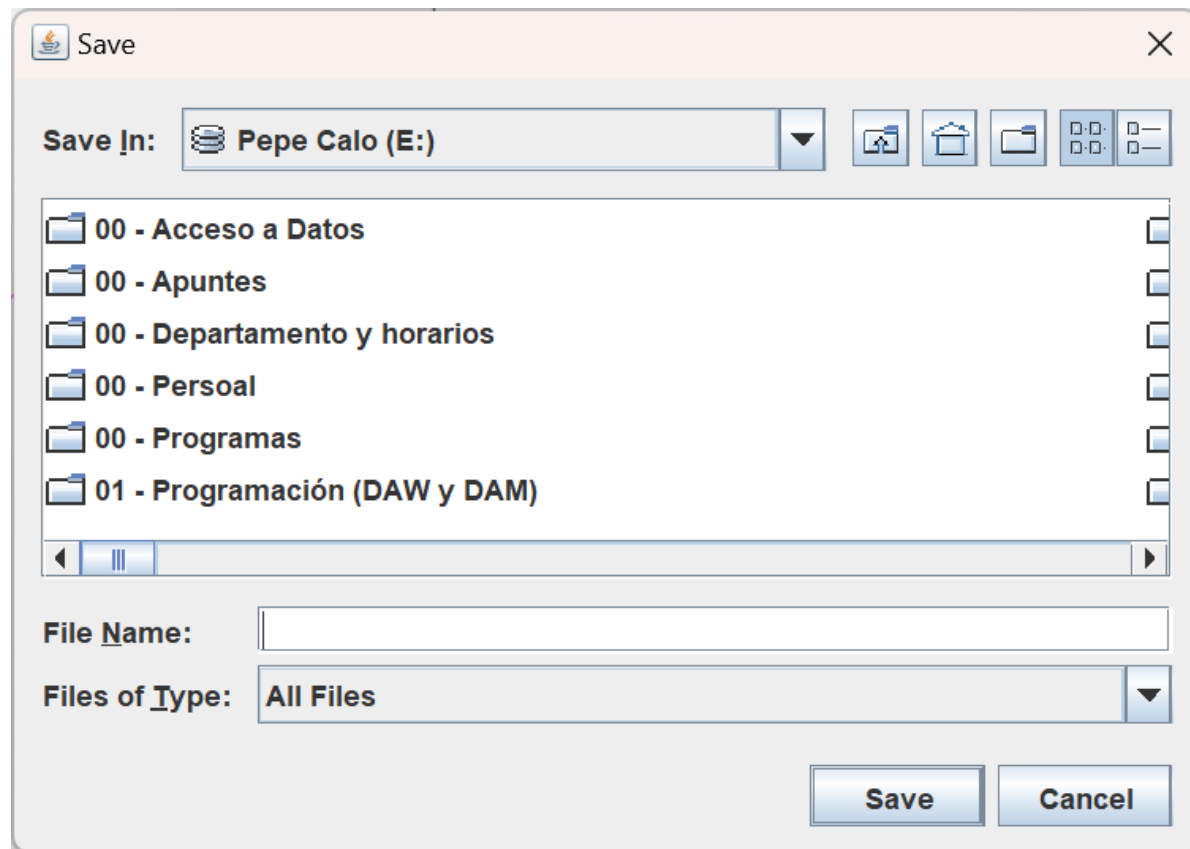 Save
Save In: Pepe Calo (E:)
00 - Acceso a Datos
00 - Apuntes
00 - Departamento y horarios
00 - Persoal
00 - Programas
01 - Programación (DAW y DAM)
File Name:
Files of Type: All Files
Save Cancel